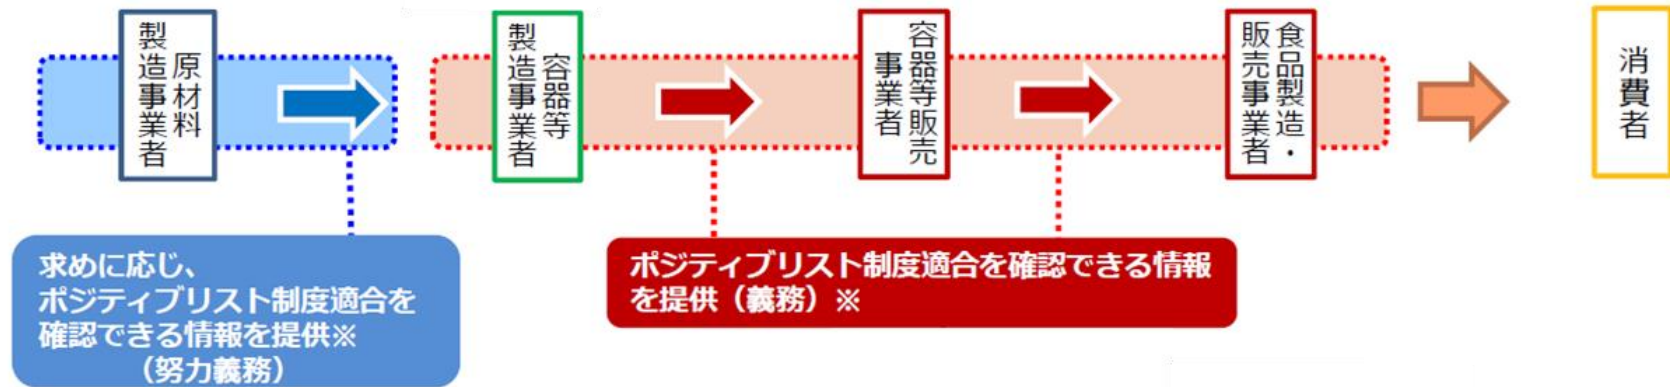 原材料
製造事業者
容器等
製造事業者
容器等販売
事業者
食品製造・
販売事業者
消費者
求めに応じ、
ポジティブリスト制度適合を
確認できる情報を提供※
（努力義務）
ポジティブリスト制度適合を確認できる情報
を提供（義務）※